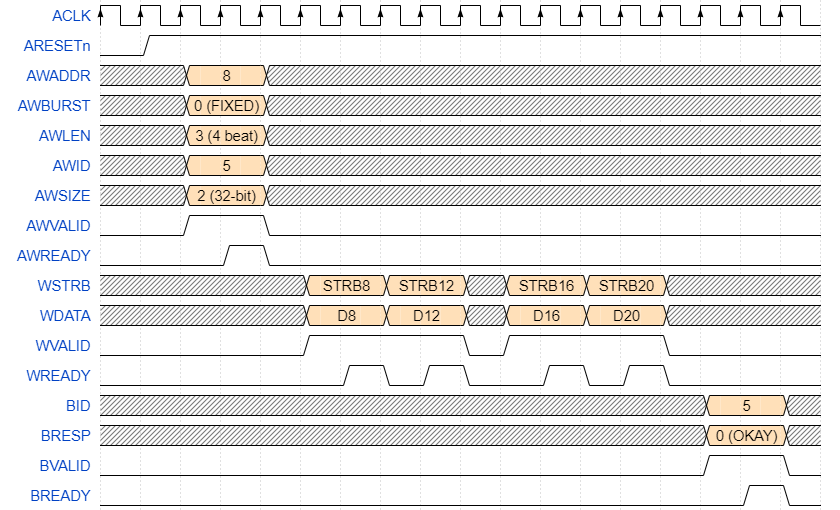 ACLK
ARESETn
AWADDR 8
AWBURST 0 (FIXED)
AWLEN 3 (4 beat)
AWID 5
AWSIZE 2 (32-bit)
AWVALID
AWREADY
WSTRB STRB8 STRB12 STRB16 STRB20
WDATA D8 D12 D16 D20
WVALID
WREADY
BID 5
BRESP 0 (OKAY)
BVALID
BREADY